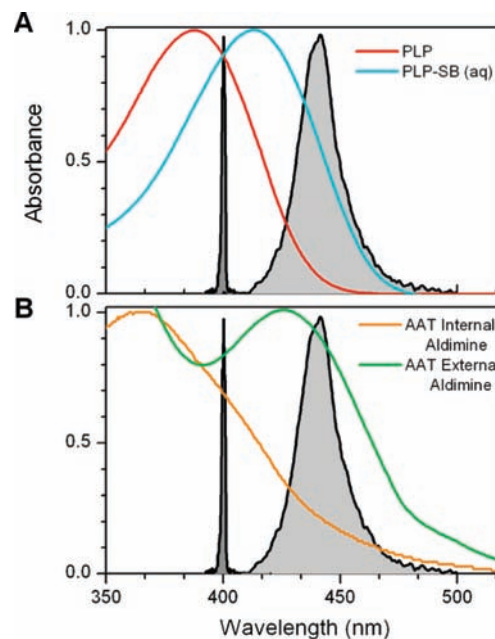 A
1.0
PLP
PLP-SB (aq)
Absorbance
0.5
0.0
B
1.0
AAT Internal
Aldimine
AAT External
Aldimine
0.5
0.0
350 400 450 500
Wavelength (nm)